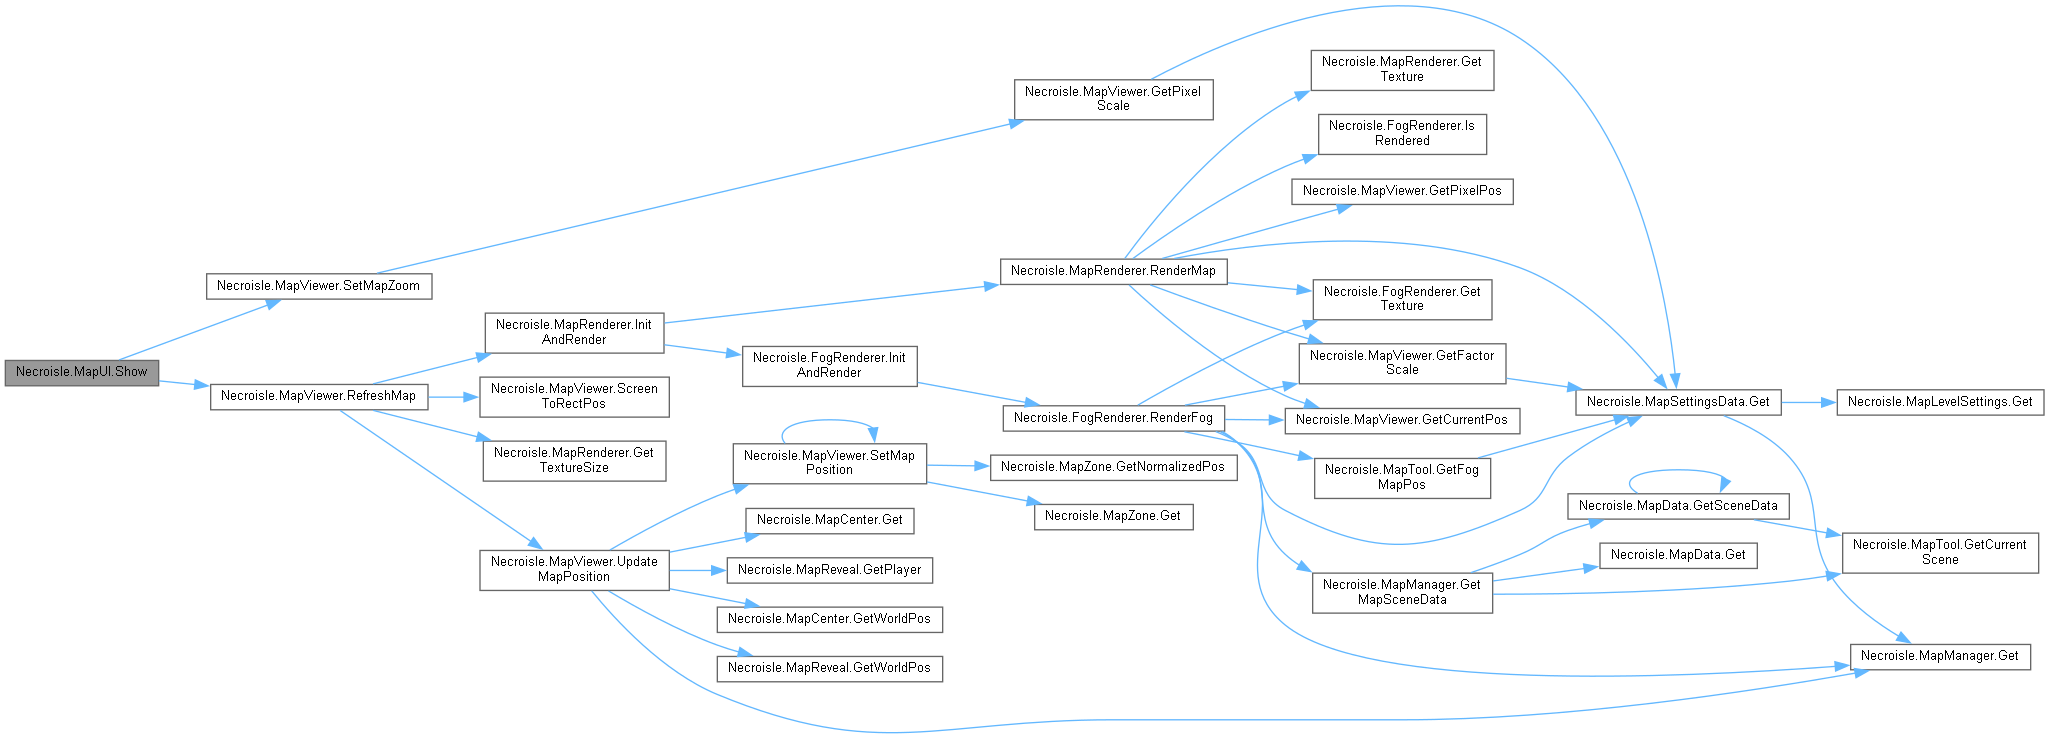 Necroisle.MapUI.Show
Necroisle.MapViewer.SetMapZoom
Necroisle.MapViewer.RefreshMap
Necroisle.MapRenderer.Init
AndRender
Necroisle.MapViewer.Screen
ToRectPos
Necroisle.MapRenderer.Get
TextureSize
Necroisle.MapViewer.Update
MapPosition
Necroisle.FogRenderer.Init
AndRender
Necroisle.MapViewer.SetMap
Position
Necroisle.MapCenter.Get
Necroisle.MapReveal.GetPlayer
Necroisle.MapCenter.GetWorldPos
Necroisle.MapReveal.GetWorldPos
Necroisle.MapViewer.GetPixel
Scale
Necroisle.MapRenderer.RenderMap
Necroisle.FogRenderer.RenderFog
Necroisle.MapZone.GetNormalizedPos
Necroisle.MapZone.Get
Necroisle.MapRenderer.Get
Texture
Necroisle.FogRenderer.Is
Rendered
Necroisle.MapViewer.GetPixelPos
Necroisle.FogRenderer.Get
Texture
Necroisle.MapViewer.GetFactor
Scale
Necroisle.MapViewer.GetCurrentPos
Necroisle.MapTool.GetFog
MapPos
Necroisle.MapManager.Get
MapSceneData
Necroisle.MapSettingsData.Get
Necroisle.MapData.GetSceneData
Necroisle.MapData.Get
Necroisle.MapLevelSettings.Get
Necroisle.MapTool.GetCurrent
Scene
Necroisle.MapManager.Get